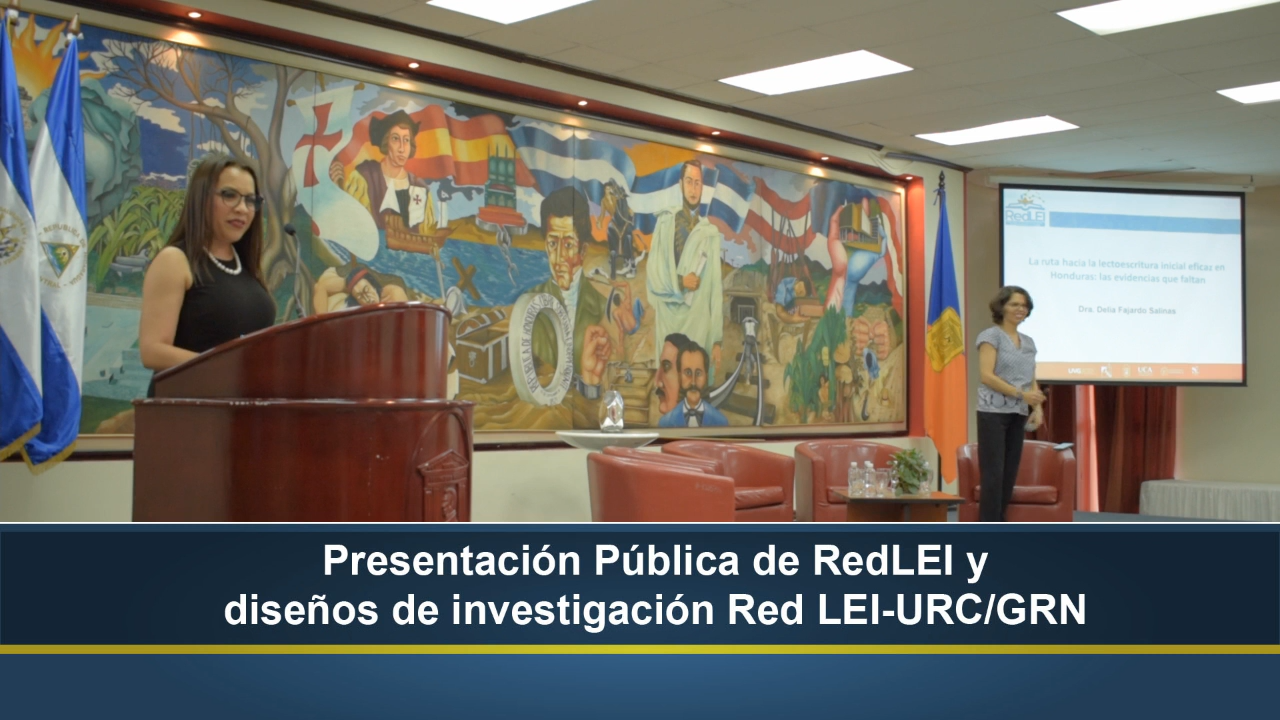 RedLEI
La ruta hacia la lectoescritura inicial eficaz en
Honduras: las evidencias que faltan
Dra. Delia Fajardo Salinas
UCA
Presentación Pública de RedLEI y
diseños de investigación Red LEI-URC/GRN